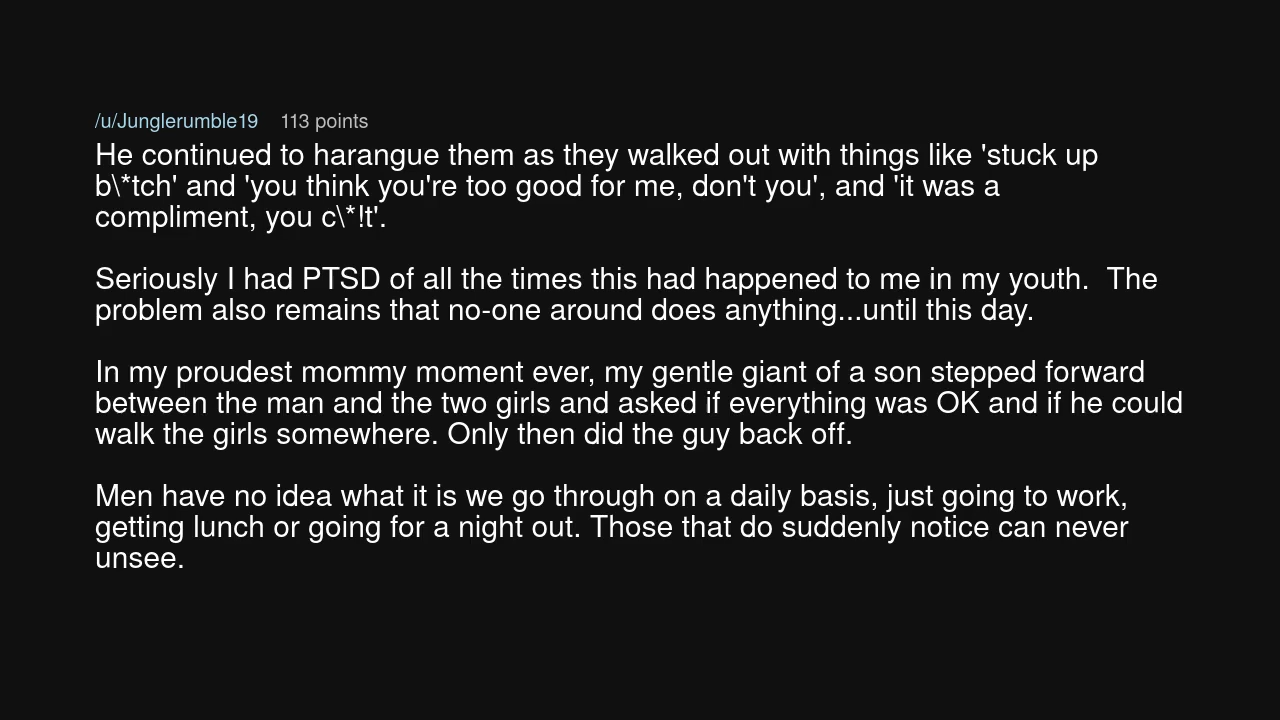 /u/Junglerumble19 113 points
He continued to harangue them as they walked out with things like 'stuck up
b\*tch' and 'you think you're too good for me, don't you', and 'it was a
compliment, you c\*!t'.
Seriously I had PTSD of all the times this had happened to me in my youth.  The
problem also remains that no-one around does anything...until this day.
In my proudest mommy moment ever, my gentle giant of a son stepped forward
between the man and the two girls and asked if everything was OK and if he could
walk the girls somewhere. Only then did the guy back off.
Men have no idea what it is we go through on a daily basis, just going to work,
getting lunch or going for a night out. Those that do suddenly notice can never
unsee.